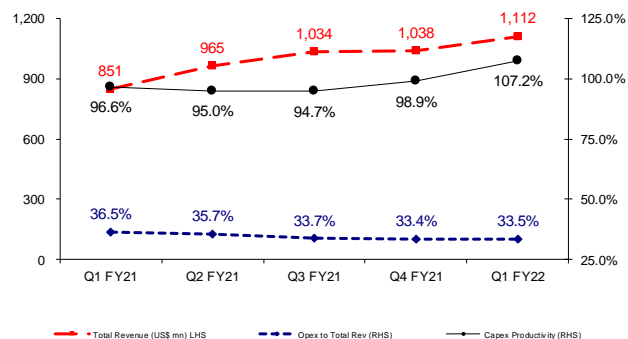 1,200 125.0%
1,112
1,034 1,038
965
851
900 100.0%
107.2%
96.6% 95.0% 94.7% 98.9%
600 75.0%
300 50.0%
36.5% 35.7% 33.7% 33.4% 33.5%
0 25.0%
Q1 FY21 Q2 FY21 Q3 FY21 Q4 FY21 Q1 FY22
Total Revenue (US$ mn) LHS Opex to Total Rev (RHS) Capex Productivity (RHS)